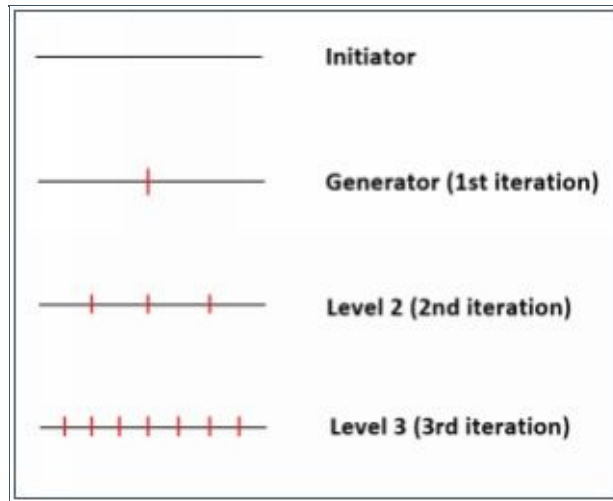 Initiator
Generator (1st iteration)
Level 2 (2nd iteration)
Level 3 (3rd iteration)